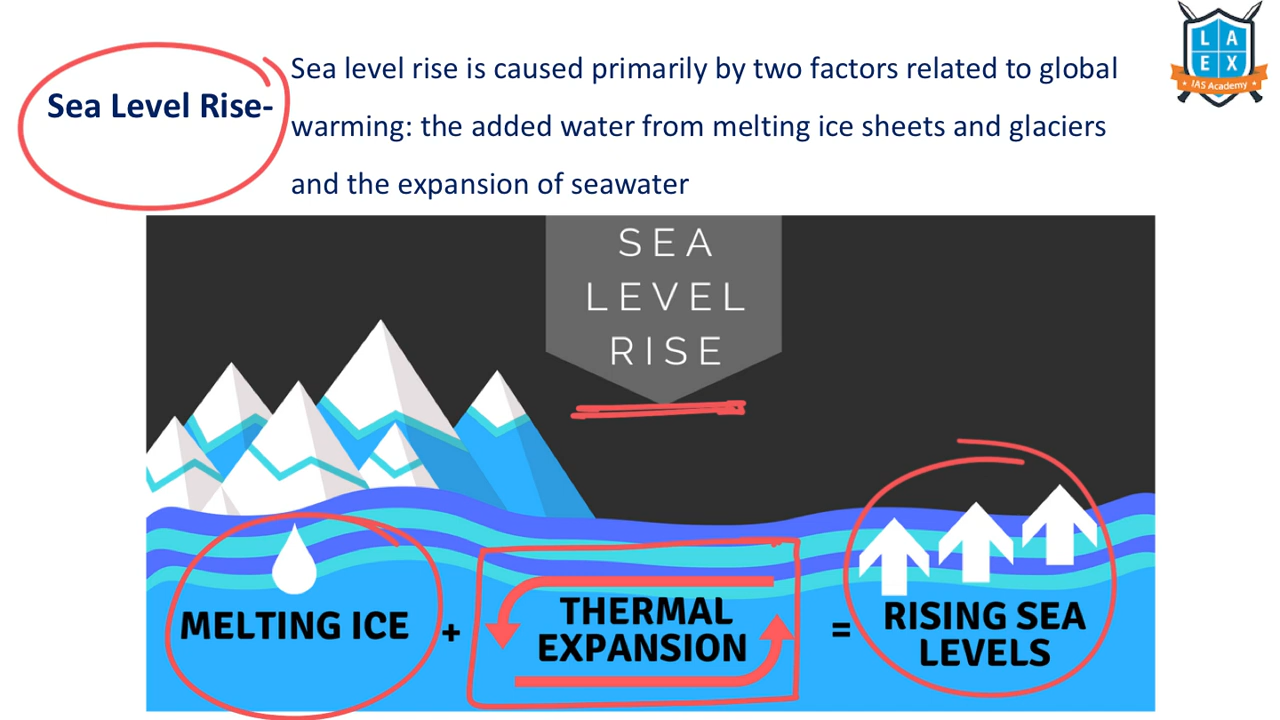 Sea Level Rise-
Sea level rise is caused primarily by two factors related to global
warming: the added water from melting ice sheets and glaciers
and the expansion of seawater
L A
E X
IAS Academy
SEA
LEVEL
RISE
MELTING ICE
+
THERMAL
EXPANSION
=
RISING SEA
LEVELS